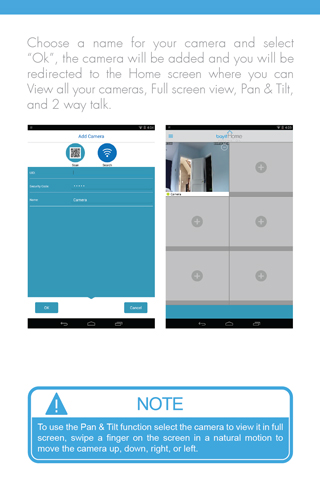 Choose a name for your camera and select
“Ok”, the camera will be added and you will be
redirected to the Home screen where you can
View all your cameras, Full screen view, Pan & Tilt,
and 2 way talk.
Add Camera
Scan
Search
UID
Security Code
Name
Camera
OK
Cancel
Camera
NOTE
To use the Pan & Tilt function select the camera to view it in full
screen, swipe a finger on the screen in a natural motion to
move the camera up, down, right, or left.